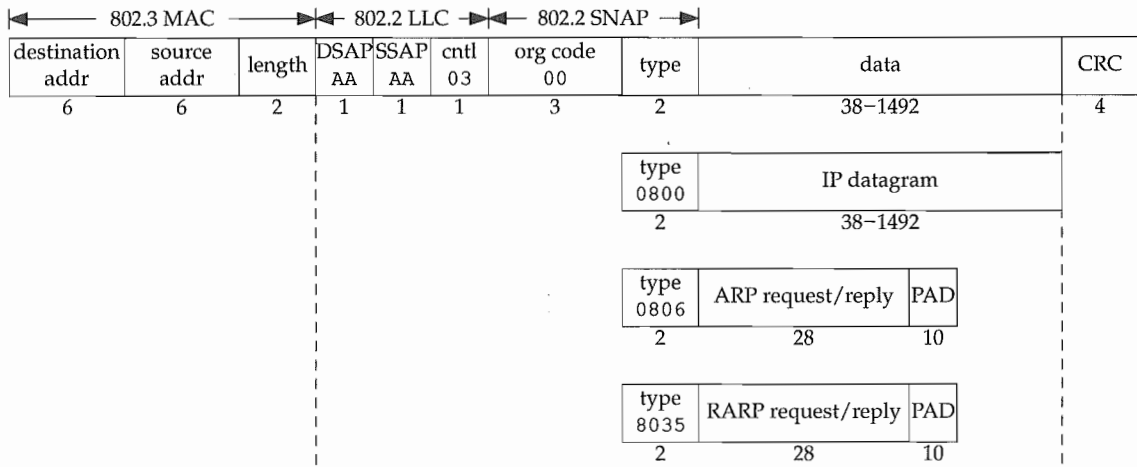 802.3 MAC 802.2 LLC 802.2 SNAP
destination addr source addr length DSAP AA SSAP AA cntl 03 org code 00 type data CRC
6 6 2 1 1 1 3 2 38-1492 4
type 0800 IP datagram
2 38-1492
type 0806 ARP request/reply PAD
2 28 10
type 8035 RARP request/reply PAD
2 28 10